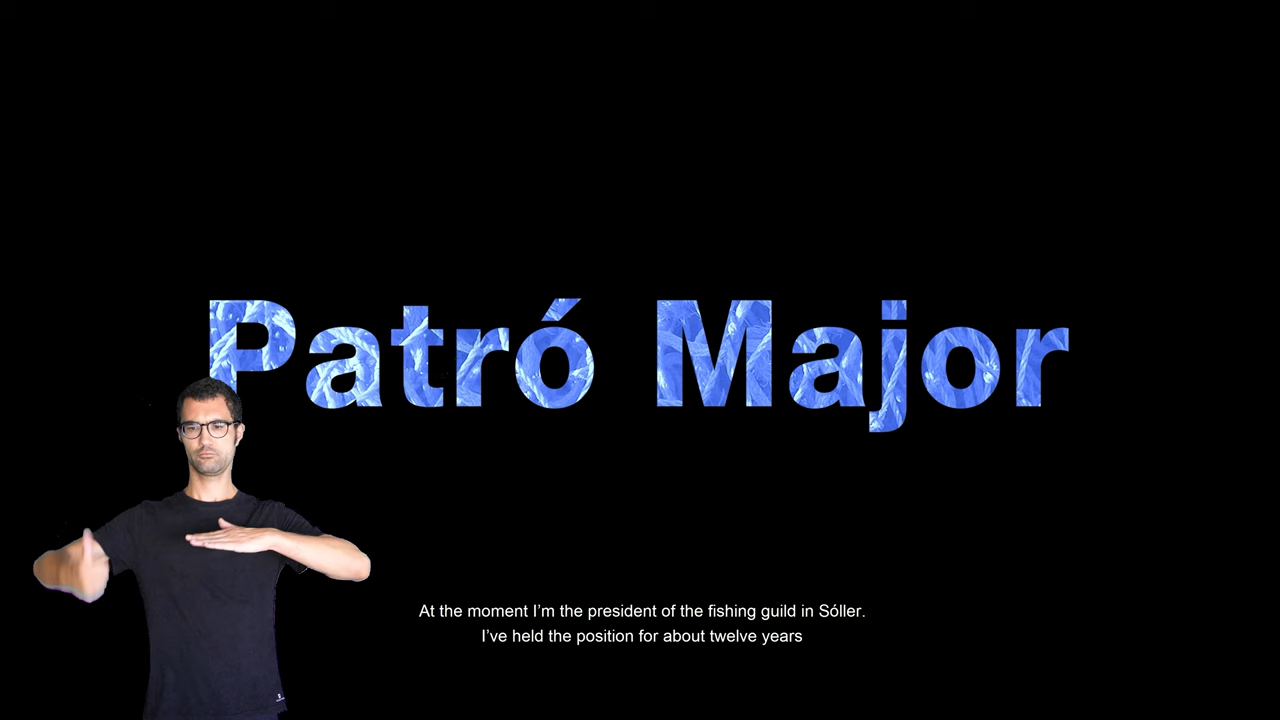 Patró Major
At the moment I’m the president of the fishing guild in Sóller.
I’ve held the position for about twelve years